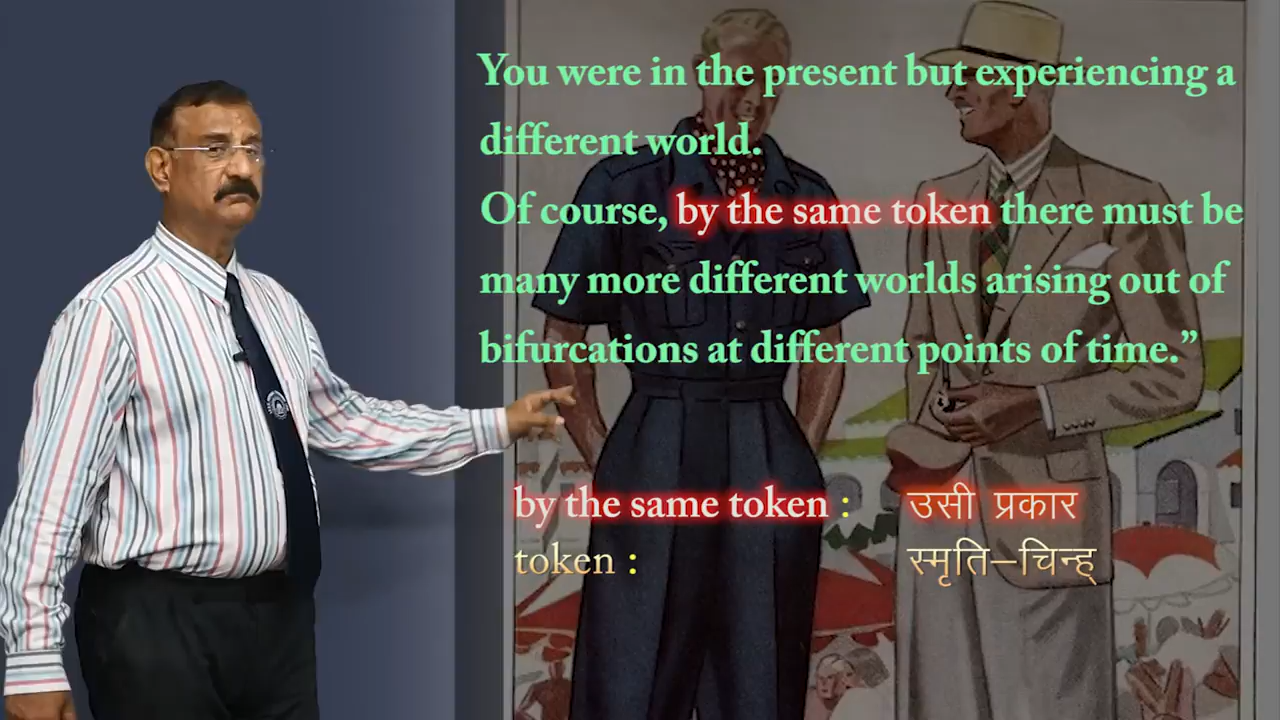 You were in the present but experiencing a
different world.
Of course, by the same token there must be
many more different worlds arising out of
bifurcations at different points of time.”
by the same token : उसी प्रकार
token : स्मृति–चिन्ह्